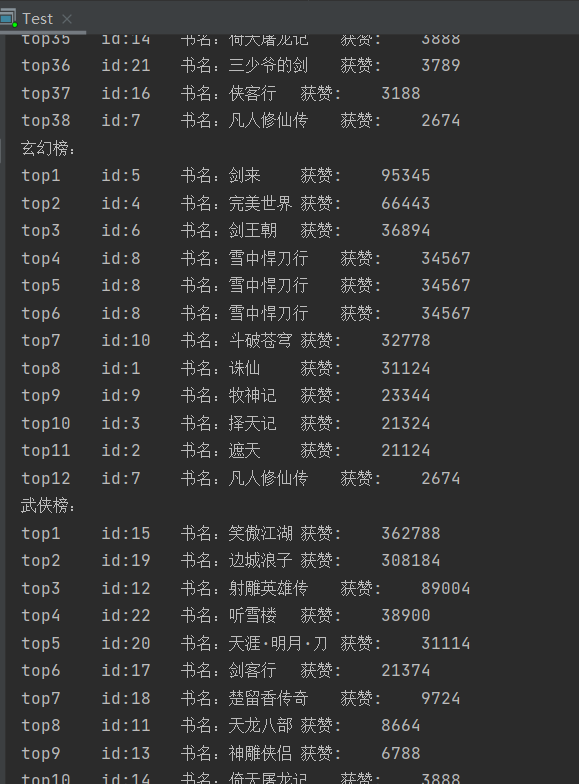 Test
top35 id:14 书名：倚天屠龙记 获赞： 3888
top36 id:21 书名：三少爷的剑 获赞： 3789
top37 id:16 书名：侠客行 获赞： 3188
top38 id:7 书名：凡人修仙传 获赞： 2674
玄幻榜：
top1 id:5 书名：剑来 获赞： 95345
top2 id:4 书名：完美世界 获赞： 66443
top3 id:6 书名：剑王朝 获赞： 36894
top4 id:8 书名：雪中悍刀行 获赞： 34567
top5 id:8 书名：雪中悍刀行 获赞： 34567
top6 id:8 书名：雪中悍刀行 获赞： 34567
top7 id:10 书名：斗破苍穹 获赞： 32778
top8 id:1 书名：诛仙 获赞： 31124
top9 id:9 书名：牧神记 获赞： 23344
top10 id:3 书名：择天记 获赞： 21324
top11 id:2 书名：遮天 获赞： 21124
top12 id:7 书名：凡人修仙传 获赞： 2674
武侠榜：
top1 id:15 书名：笑傲江湖 获赞： 362788
top2 id:19 书名：边城浪子 获赞： 308184
top3 id:12 书名：射雕英雄传 获赞： 89004
top4 id:22 书名：听雪楼 获赞： 38900
top5 id:20 书名：天涯·明月·刀 获赞： 31114
top6 id:17 书名：剑客行 获赞： 21374
top7 id:18 书名：楚留香传奇 获赞： 9724
top8 id:11 书名：天龙八部 获赞： 8664
top9 id:13 书名：神雕侠侣 获赞： 6788
top10 id:14 书名：倚天屠龙记 获赞： 3888